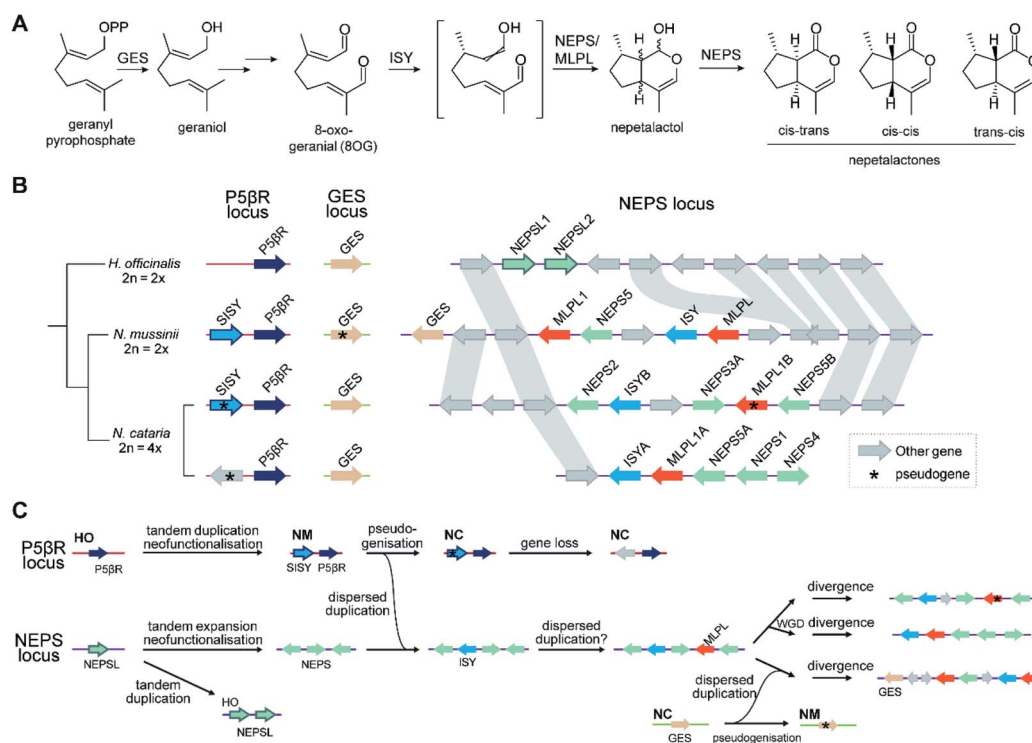 A
OPP
GES
geranyl
pyrophosphate
OH
geraniol
O
O
8-oxo-
geranial (8OG)
ISY
OH
O
NEPS/
MLPL
H
OH
O
H
nepetalactol
NEPS
H
O
O
H
cis-trans
H
O
O
H
cis-cis
H
O
O
H
trans-cis
nepetalactones
B
P5βR
locus
GES
locus
NEPS locus
H. officinalis
2n = 2x
P5βR
GES
NEPSL1
NEPSL2
N. mussinii
2n = 2x
SISY
P5βR
GES
*
GES
MLPL1
NEPS5
ISY
MLPL
N. cataria
2n = 4x
SISY
*
P5βR
GES
NEPS2
ISYB
NEPS3A
MLPL1B
*
NEPS5B
*
P5βR
GES
ISYA
MLPL1A
NEPS5A
NEPS1
NEPS4
Other gene
* pseudogene
C
P5βR
locus
HO
P5βR
tandem duplication
neofunctionalisation
NM
SISY P5βR
pseudo-
genisation
NC
*
gene loss
NC
dispersed
duplication
NEPS
locus
NEPSL
tandem expansion
neofunctionalisation
NEPS
ISY
dispersed
duplication?
MLPL
divergence
*
WGD
divergence
divergence
GES
tandem
duplication
HO
NEPSL
dispersed
duplication
NC
GES
pseudogenisation
NM
*